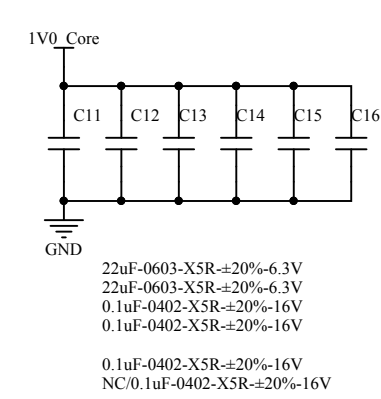 1V0_Core
C11 C12 C13 C14 C15 C16
GND
22uF-0603-X5R-±20%-6.3V
22uF-0603-X5R-±20%-6.3V
0.1uF-0402-X5R-±20%-16V
0.1uF-0402-X5R-±20%-16V
0.1uF-0402-X5R-±20%-16V
NC/0.1uF-0402-X5R-±20%-16V